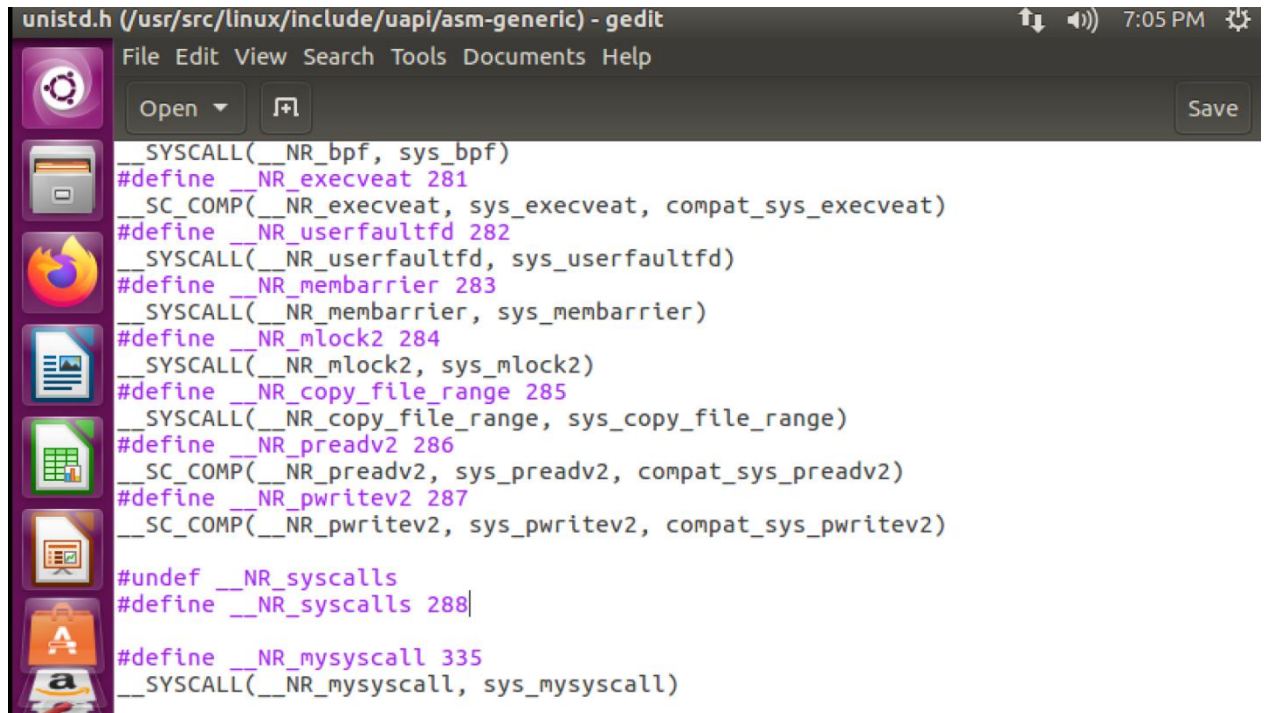 unistd.h (/usr/src/linux/include/uapi/asm-generic) - gedit 7:05 PM
File Edit View Search Tools Documents Help
Open Save
__SYSCALL(__NR_bpf, sys_bpf)
#define __NR_execveat 281
__SC_COMP(__NR_execveat, sys_execveat, compat_sys_execveat)
#define __NR_userfaultfd 282
__SYSCALL(__NR_userfaultfd, sys_userfaultfd)
#define __NR_membarrier 283
__SYSCALL(__NR_membarrier, sys_membarrier)
#define __NR_mlock2 284
__SYSCALL(__NR_mlock2, sys_mlock2)
#define __NR_copy_file_range 285
__SYSCALL(__NR_copy_file_range, sys_copy_file_range)
#define __NR_preadv2 286
__SC_COMP(__NR_preadv2, sys_preadv2, compat_sys_preadv2)
#define __NR_pwritev2 287
__SC_COMP(__NR_pwritev2, sys_pwritev2, compat_sys_pwritev2)
#undef __NR_syscalls
#define __NR_syscalls 288
#define __NR_mysyscall 335
__SYSCALL(__NR_mysyscall, sys_mysyscall)